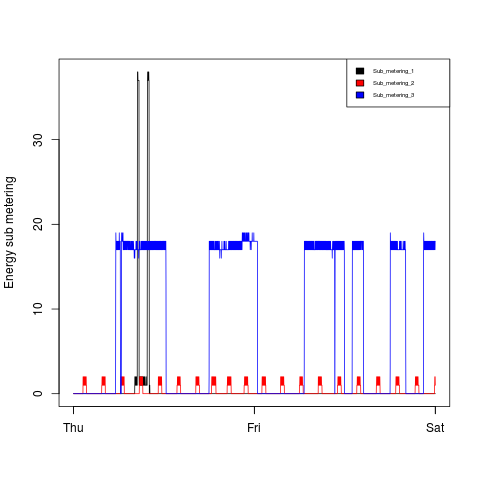 Sub_metering_1
Sub_metering_2
Sub_metering_3
Energy sub metering
30
20
10
0
Thu Fri Sat